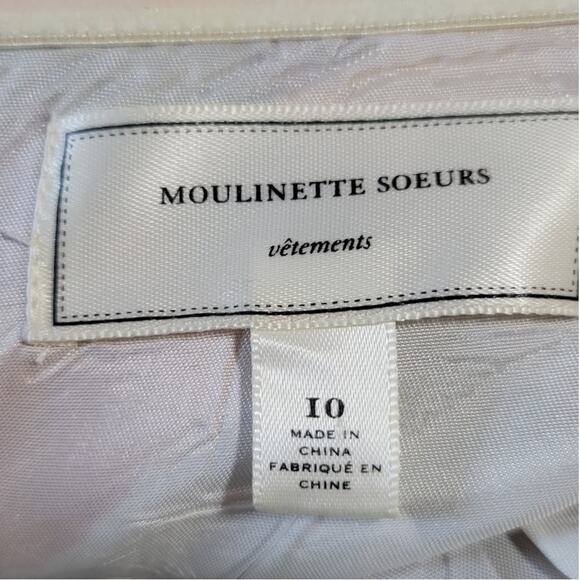 MOULINETTE SOEURS
vêtements
10
MADE IN
CHINA
FABRIQUÉ EN
CHINE